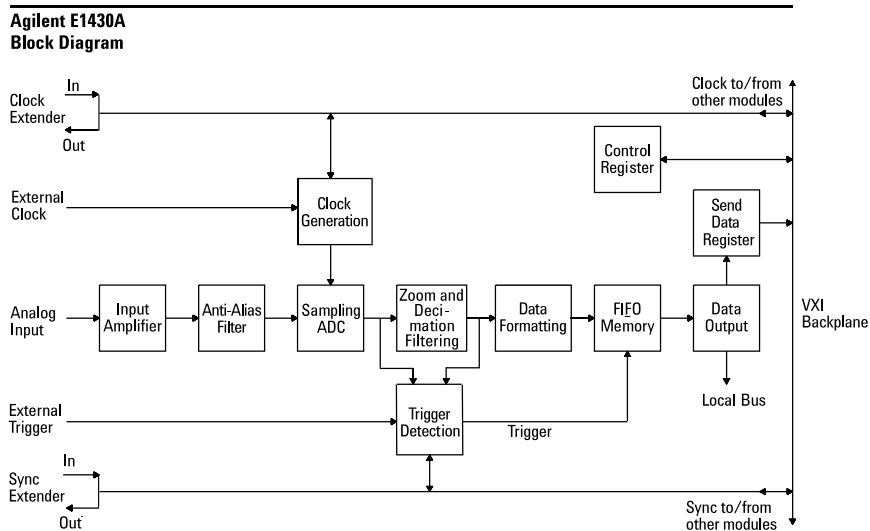 Agilent E1430A
Block Diagram
In
Clock
Extender
Out
Clock to/from
other modules
Control
Register
External
Clock
Clock
Generation
Send
Data
Register
Analog
Input
Input
Amplifier
Anti-Alias
Filter
Sampling
ADC
Zoom and
Deci-
mation
Filtering
Data
Formatting
FIFO
Memory
Data
Output
VXI
Backplane
Local Bus
External
Trigger
Trigger
Detection
Trigger
In
Sync
Extender
Out
Sync to/from
other modules